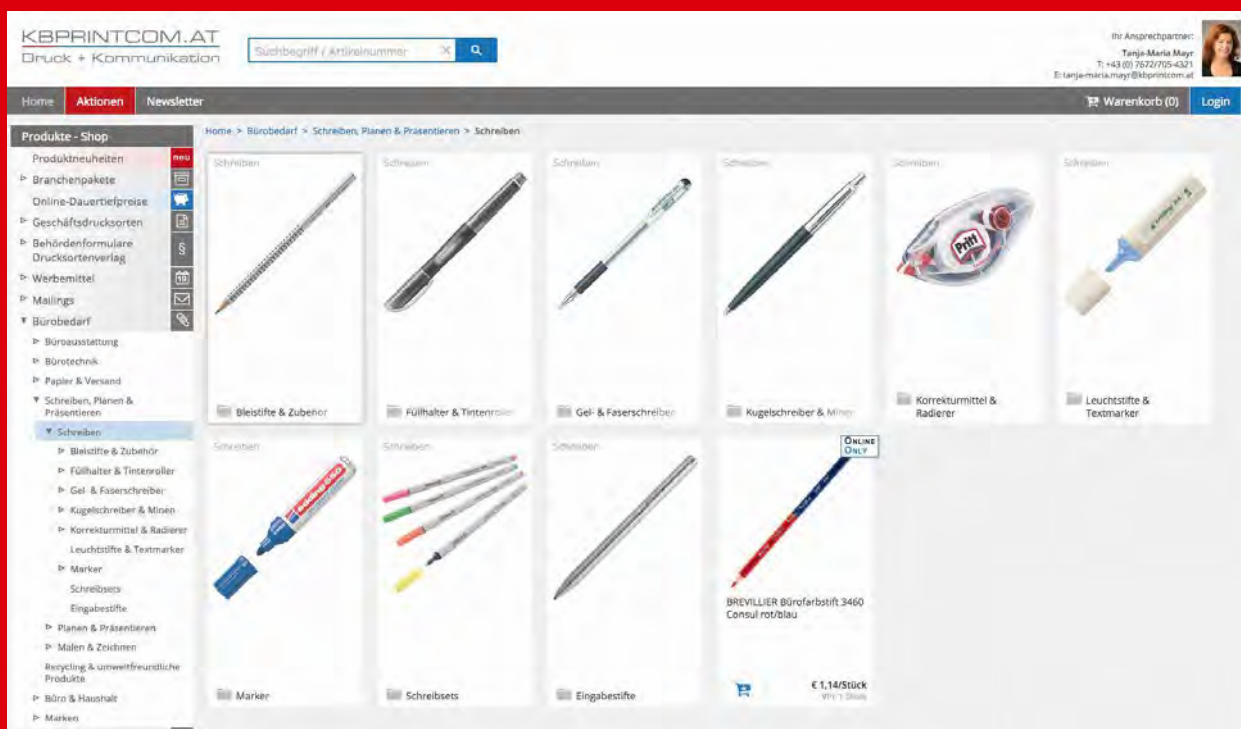 KBPRINTCOM.AT
Druck + Kommunikation
Suchbegriff / Artikelnummer
Ihr Ansprechpartner:
Tanja-Maria Mayr
T: +43 (0) 7672/705-4321
E: tanja-maria.mayr@kbprintcom.at
Home Aktionen Newsletter
Warenkorb (0) Login
Produkte - Shop
Produktneuheiten neu
Branchenpakete
Online-Dauertiefpreise
Geschäftsdrucksorten
Behördenformulare
Drucksortenverlag §
Werbemittel 19
Mailings
Bürobedarf
Büroausstattung
Bürotechnik
Papier & Versand
Schreiben, Planen &
Präsentieren
Schreiben
Bleistifte & Zubehör
Füllhalter & Tintenroller
Gel- & Faserschreiber
Kugelschreiber & Minen
Korrekturmittel & Radierer
Leuchtstifte & Textmarker
Marker
Schreibsets
Eingabestifte
Planen & Präsentieren
Malen & Zeichnen
Recycling & umweltfreundliche
Produkte
Büro & Haushalt
Marken
Home > Bürobedarf > Schreiben, Planen & Präsentieren > Schreiben
Schreiben
Bleistifte & Zubehör
Schreiben
Füllhalter & Tintenroller
Schreiben
Gel- & Faserschreiber
Schreiben
Kugelschreiber & Minen
Schreiben
Pritt
Korrekturmittel &
Radierer
Schreiben
Leuchtstifte &
Textmarker
Schreiben
Marker
Schreiben
Schreibsets
Schreiben
Eingabestifte
ONLINE
ONLY
BREVILLIER Bürofarbstift 3460
Consul rot/blau
€ 1,14/Stück